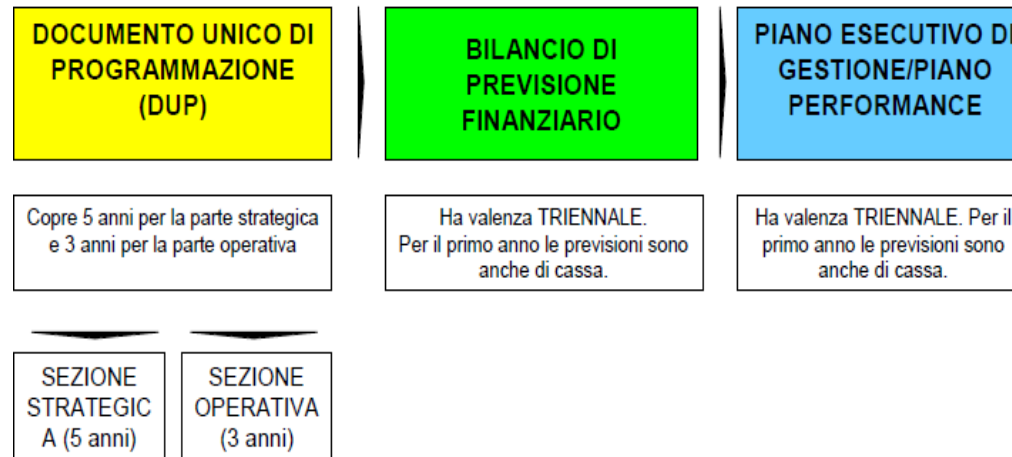 DOCUMENTO UNICO DI
PROGRAMMAZIONE
(DUP)
BILANCIO DI
PREVISIONE
FINANZIARIO
PIANO ESECUTIVO DI
GESTIONE/PIANO
PERFORMANCE
Copre 5 anni per la parte strategica
e 3 anni per la parte operativa
Ha valenza TRIENNALE.
Per il primo anno le previsioni sono
anche di cassa.
Ha valenza TRIENNALE. Per il
primo anno le previsioni sono
anche di cassa.
SEZIONE
STRATEGIC
A (5 anni)
SEZIONE
OPERATIVA
(3 anni)